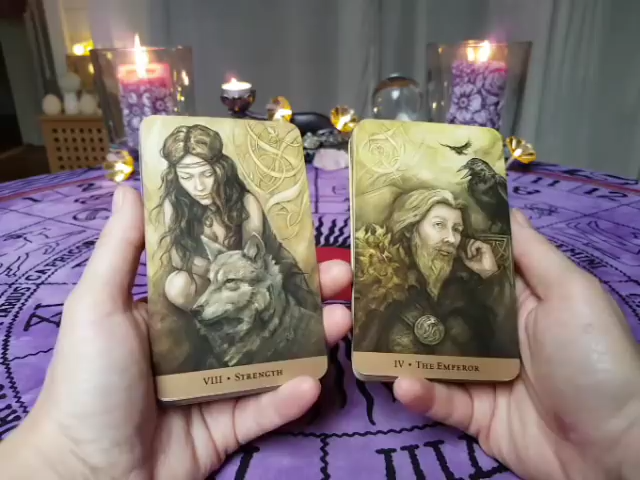 VIII • STRENGTH
IV • THE EMPEROR